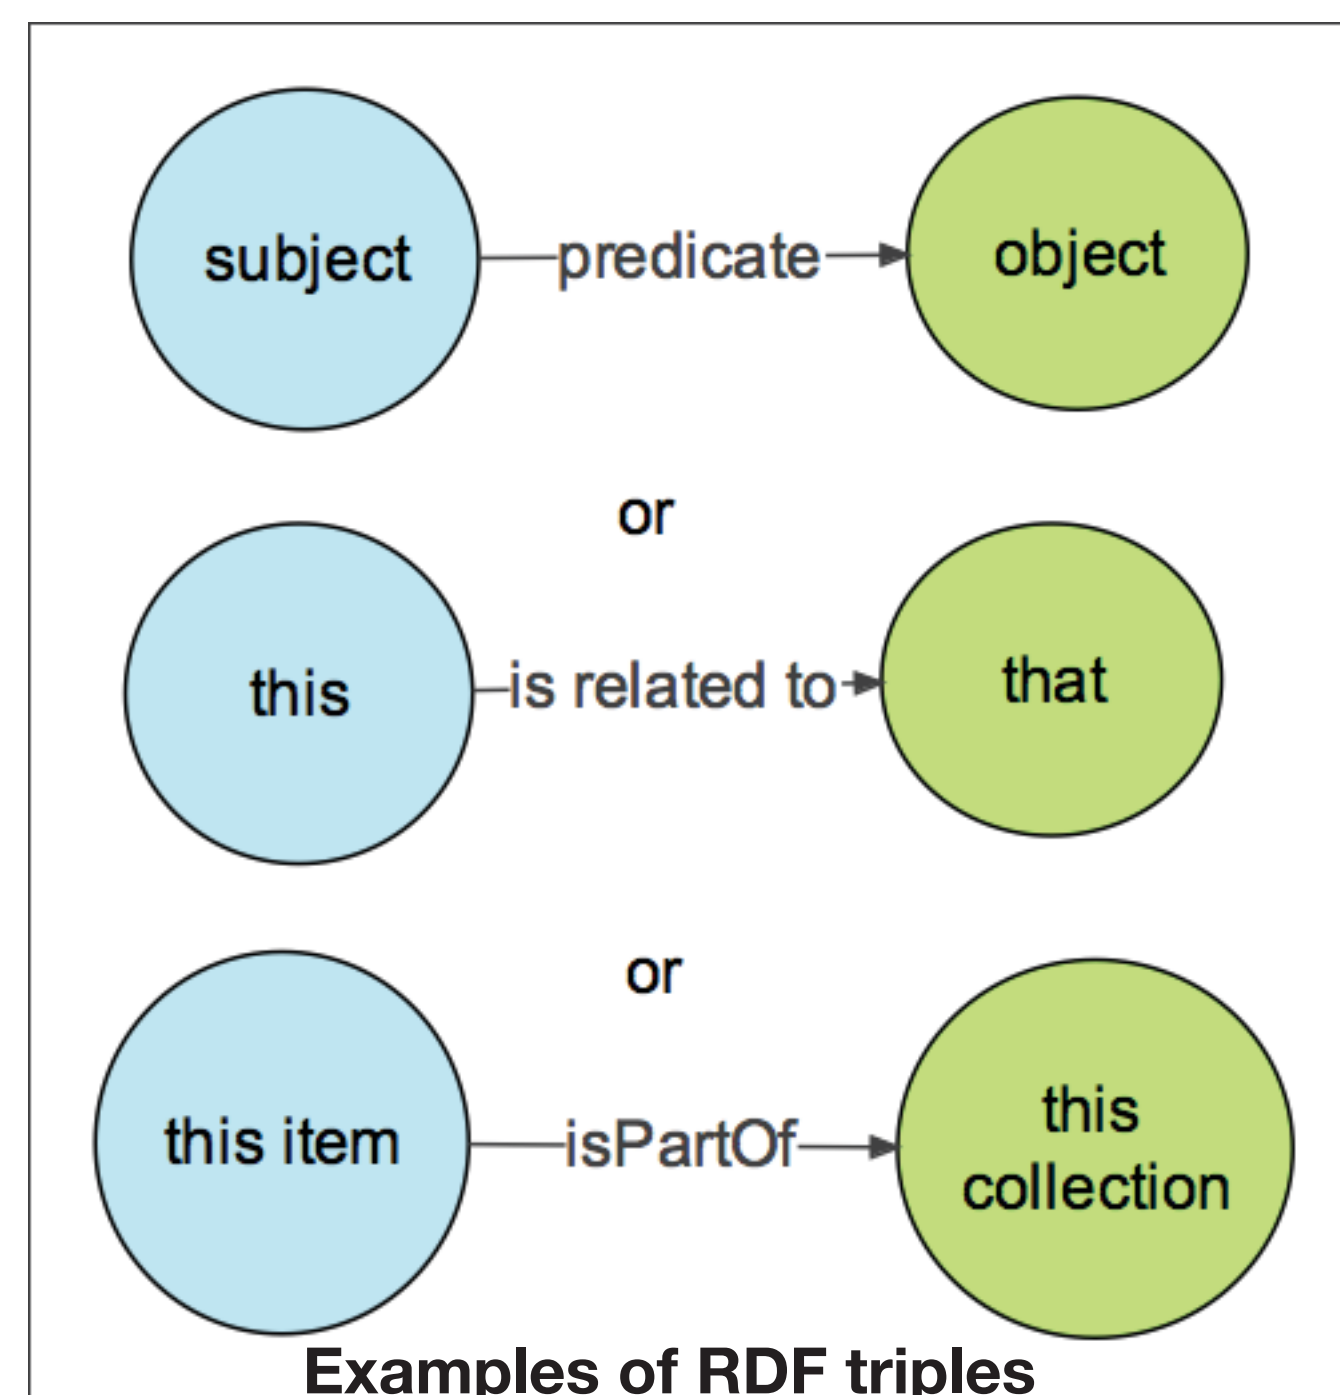 subject predicate object
or
this is related to that
or
this item isPartOf this
collection
Examples of RDF triples